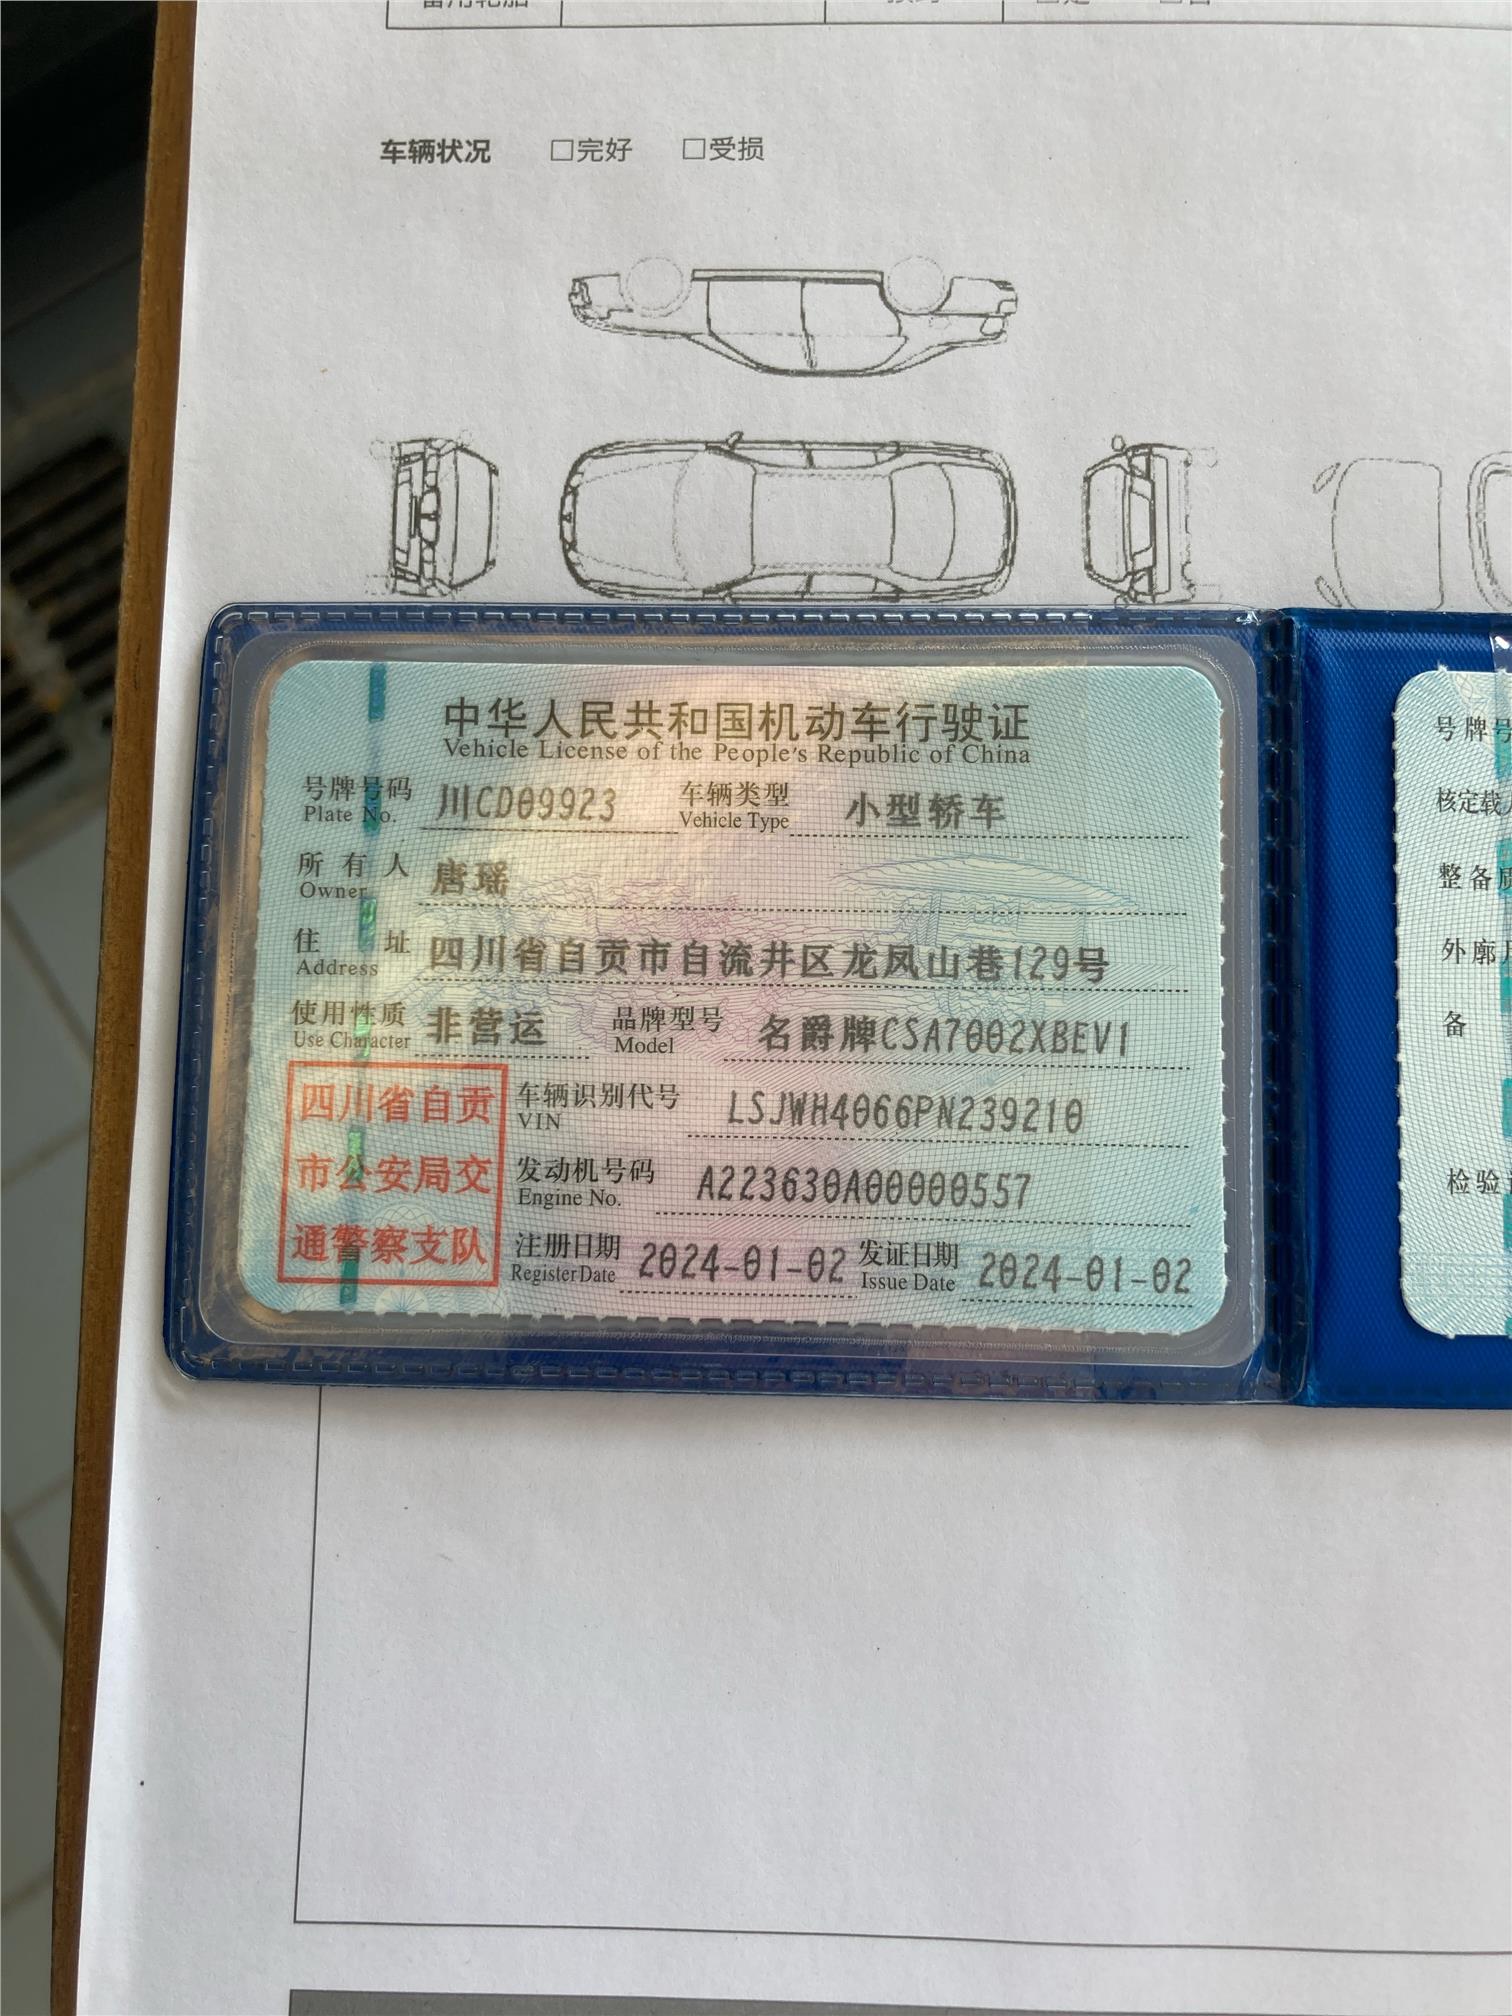 车辆状况 □完好 □受损
中华人民共和国机动车行驶证
Vehicle License of the People's Republic of China
号牌号码 川CD09923 车辆类型 小型轿车
Plate No. Vehicle Type
所有人 唐瑶
Owner
住址 四川省自贡市自流井区龙凤山巷129号
Address
使用性质 非营运 品牌型号 名爵牌CSA7002XBEV1
Use Character Model
四川省自贡
市公安局交
通警察支队
车辆识别代号 LSJWH4066PN239210
VIN
发动机号码 A223630A00000557
Engine No.
注册日期 2024-01-02 发证日期 2024-01-02
Register Date Issue Date
号牌号
核定载
整备质
外廓
备
检验